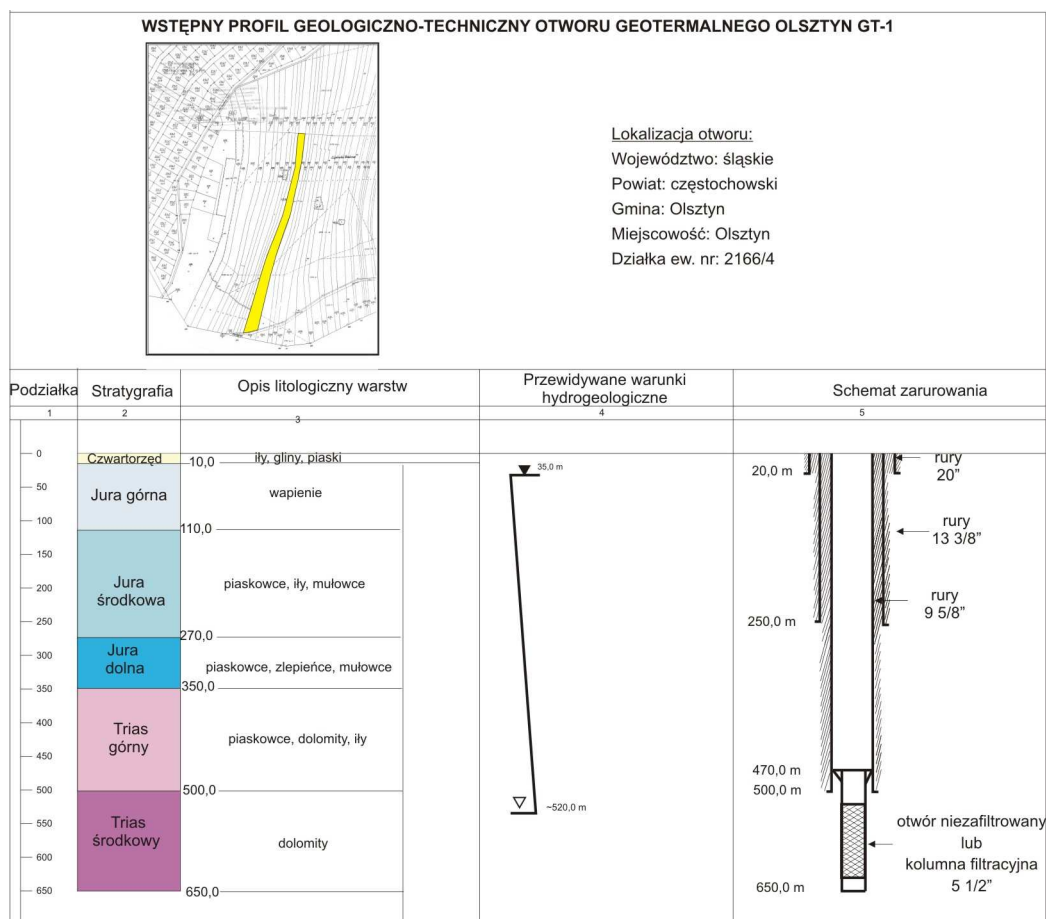 WSTĘPNY PROFIL GEOLOGICZNO-TECHNICZNY OTWORU GEOTERMALNEGO OLSZTYN GT-1
Lokalizacja otworu:
Województwo: śląskie
Powiat: częstochowski
Gmina: Olsztyn
Miejscowość: Olsztyn
Działka ew. nr: 2166/4
Podziałka
Stratygrafia
Opis litologiczny warstw
Przewidywane warunki
hydrogeologiczne
Schemat zarurowania
1
2
3
4
5
0
50
100
150
200
250
300
350
400
450
500
550
600
650
Czwartorzęd
10,0
iły, gliny, piaski
Jura górna
wapienie
110,0
Jura
środkowa
piaskowce, iły, mułowce
270,0
Jura
dolna
piaskowce, zlepieńce, mułowce
350,0
Trias
górny
piaskowce, dolomity, iły
500,0
Trias
środkowy
dolomity
650,0
35,0 m
~520,0 m
20,0 m
rury
20"
rury
13 3/8"
rury
9 5/8"
250,0 m
470,0 m
500,0 m
otwór niezafiltrowany
lub
kolumna filtracyjna
5 1/2"
650,0 m